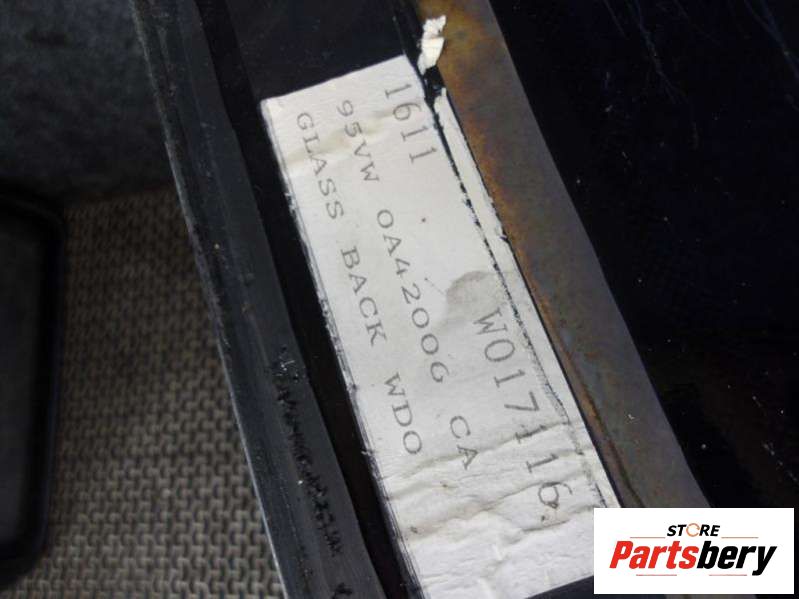 1611 W017116
95VW 0A42006 CA
GLASS BACK WDO
STORE
Partsbery